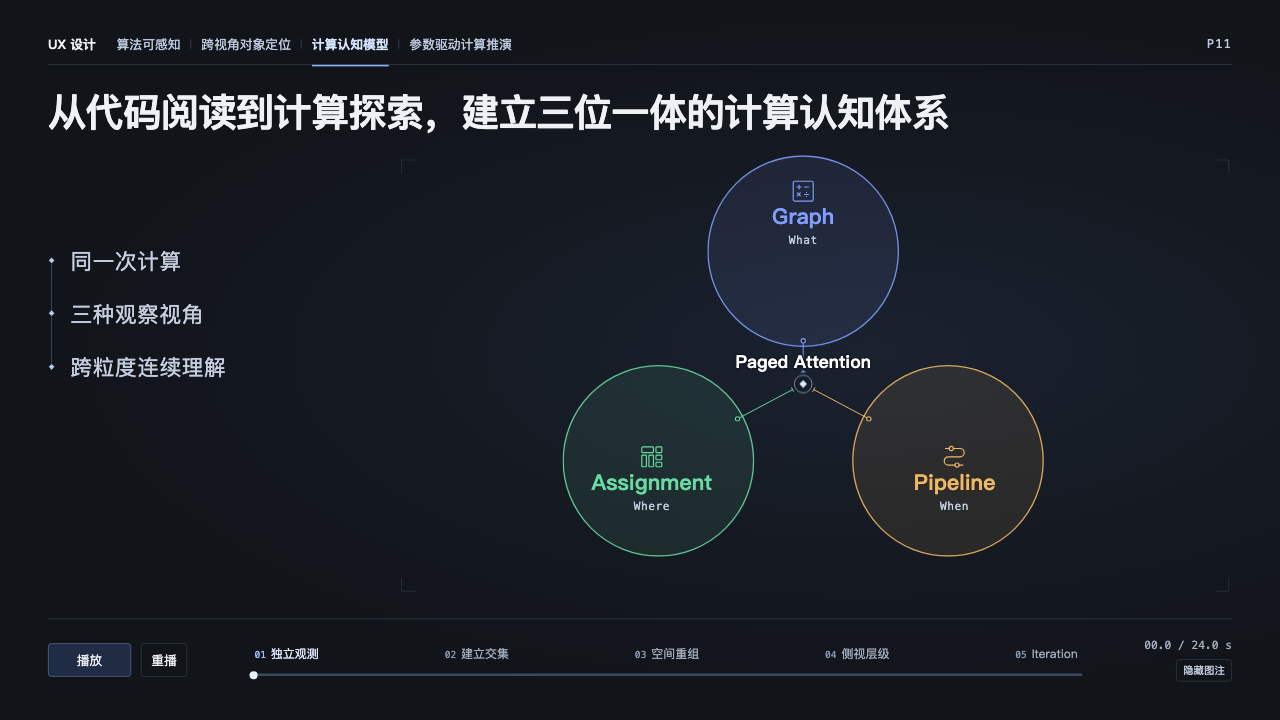 UX 设计 算法可感知 跨视角对象定位 计算认知模型 参数驱动计算推演 P11
从代码阅读到计算探索，建立三位一体的计算认知体系
同一次计算
三种观察视角
跨粒度连续理解
Graph
What
Paged Attention
Assignment
Where
Pipeline
When
播放 重播
01 独立观测 02 建立交集 03 空间重组 04 侧视层级 05 Iteration
00.0 / 24.0 s
隐藏图注